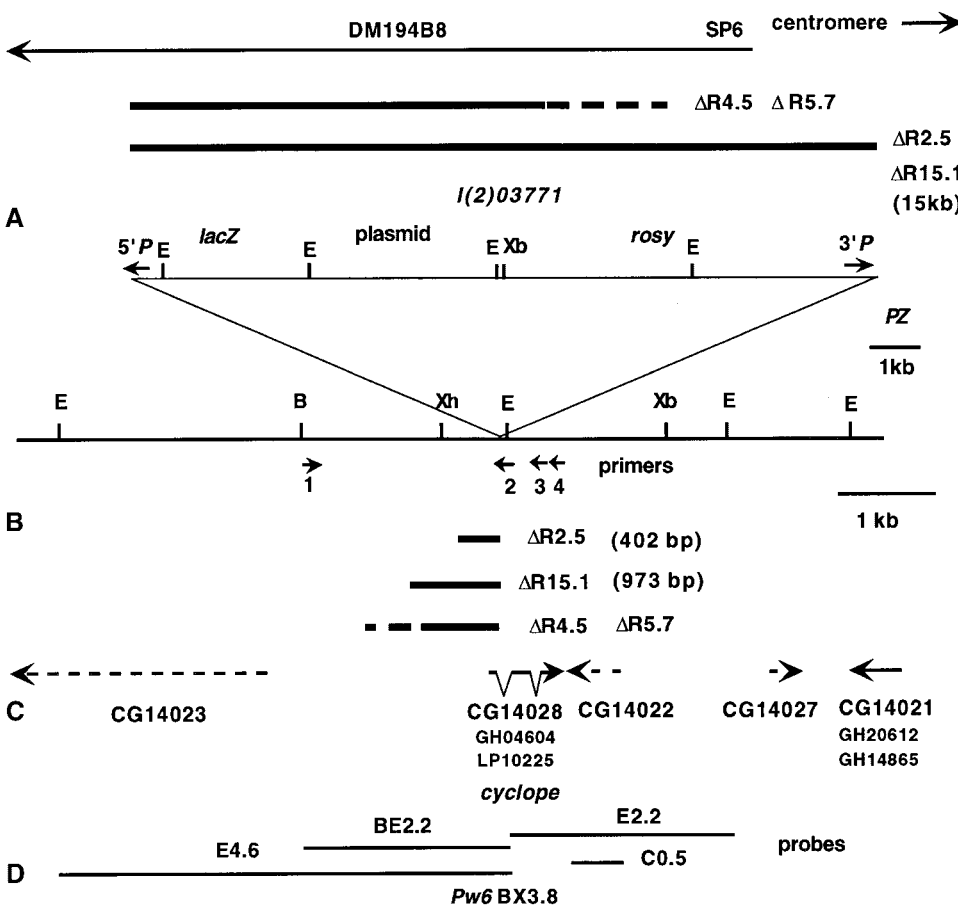 DM194B8 SP6 centromere
ΔR4.5 ΔR5.7
ΔR2.5
ΔR15.1
(15kb)
l(2)03771
A
5'P E lacZ E plasmid E Xb rosy E 3'P
PZ
1kb
E B Xh E Xb E E
1 2 3 4 primers
1 kb
B
ΔR2.5 (402 bp)
ΔR15.1 (973 bp)
ΔR4.5 ΔR5.7
C
CG14023 CG14028 CG14022 CG14027 CG14021
GH04604 GH20612
LP10225 GH14865
cyclope
BE2.2 E2.2 probes
E4.6 C0.5
D
Pw6 BX3.8